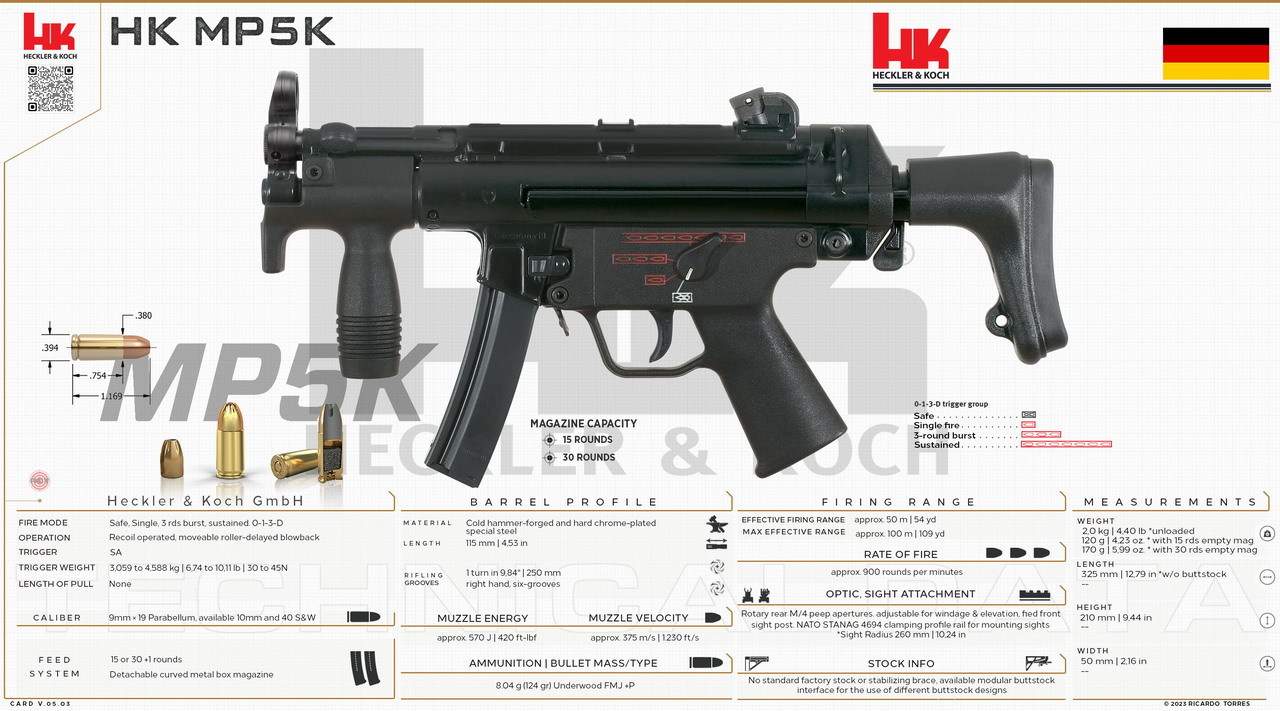 HK
HECKLER & KOCH
HK MP5K
HK
HECKLER & KOCH
MP5K
HECKLER & KOCH
TECHNICAL DATA
.380
.394
.754
1.169
MAGAZINE CAPACITY
15 ROUNDS
30 ROUNDS
0-1-3-D trigger group
Safe
Single fire
3-round burst
Sustained
Heckler & Koch GmbH
FIRE MODE Safe, Single, 3 rds burst, sustained. 0-1-3-D
OPERATION Recoil operated, moveable roller-delayed blowback
TRIGGER SA
TRIGGER WEIGHT 3,059 to 4,588 kg | 6,74 to 10,11 lb | 30 to 45N
LENGTH OF PULL None
CALIBER 9mm × 19 Parabellum, available 10mm and 40 S&W
FEED SYSTEM
15 or 30 +1 rounds
Detachable curved metal box magazine
BARREL PROFILE
MATERIAL Cold hammer-forged and hard chrome-plated
special steel
LENGTH 115 mm | 4,53 in
RIFLING GROOVES
1 turn in 9,84" | 250 mm
right hand, six-grooves
MUZZLE ENERGY
approx. 570 J | 420 ft-lbf
MUZZLE VELOCITY
approx. 375 m/s | 1230 ft/s
AMMUNITION | BULLET MASS/TYPE
8.04 g (124 gr) Underwood FMJ +P
FIRING RANGE
EFFECTIVE FIRING RANGE approx. 50 m | 54 yd
MAX EFFECTIVE RANGE approx. 100 m | 109 yd
RATE OF FIRE
approx. 900 rounds per minutes
OPTIC, SIGHT ATTACHMENT
Rotary rear M/4 peep apertures, adjustable for windage & elevation, fied front
sight post. NATO STANAG 4694 clamping profile rail for mounting sights
*Sight Radius 260 mm | 10.24 in
STOCK INFO
No standard factory stock or stabilizing brace, available modular buttstock
interface for the use of different buttstock designs
MEASUREMENTS
WEIGHT
2,0 kg | 4,40 lb *unloaded
120 g | 4,23 oz. * with 15 rds empty mag
170 g | 5,99 oz. * with 30 rds empty mag
LENGTH
325 mm | 12,79 in *w/o buttstock
--
HEIGHT
210 mm | 9,44 in
--
WIDTH
50 mm | 2,16 in
--
CARD V.05.03
© 2023 RICARDO TORRES